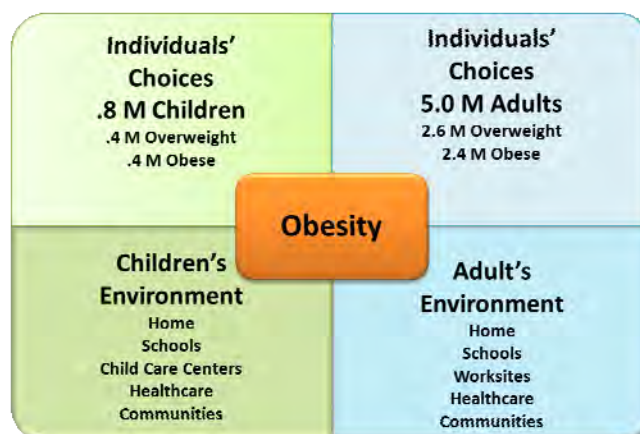 Individuals'
Choices
.8 M Children
.4 M Overweight
.4 M Obese
Individuals'
Choices
5.0 M Adults
2.6 M Overweight
2.4 M Obese
Obesity
Children's
Environment
Home
Schools
Child Care Centers
Healthcare
Communities
Adult's
Environment
Home
Schools
Worksites
Healthcare
Communities